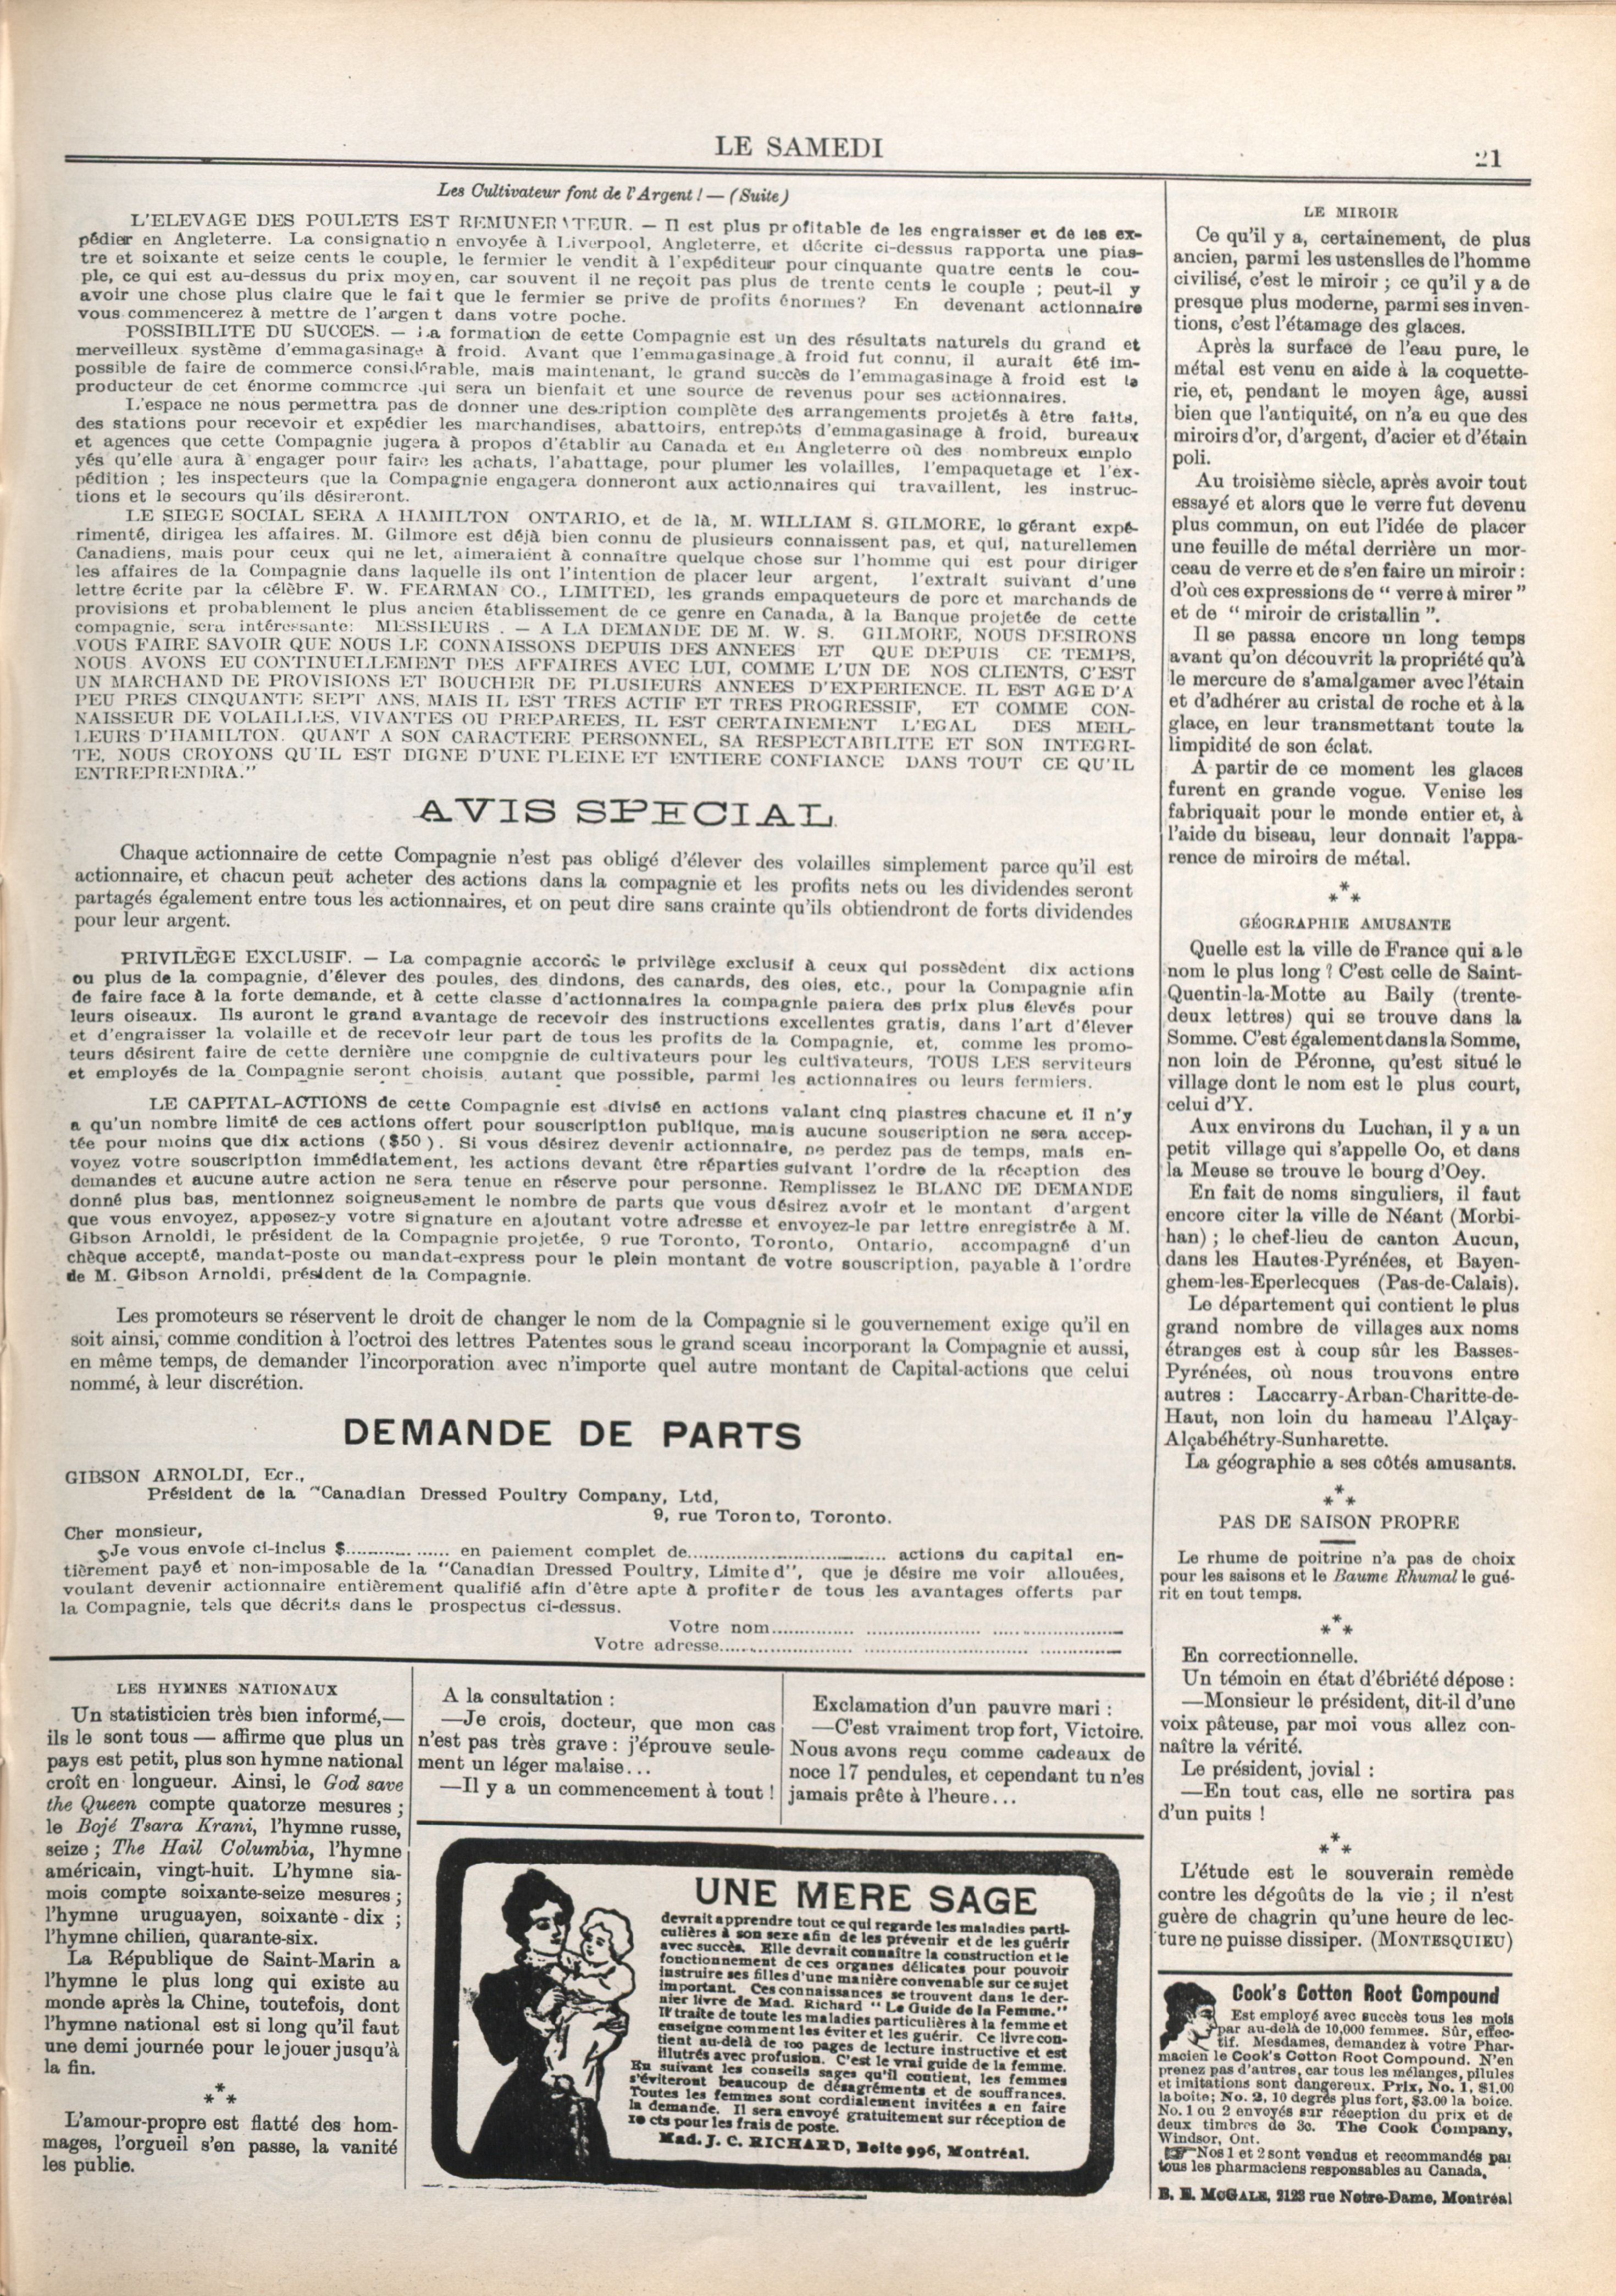 LE SAMEDI
21
Les Cultivateur font de l'Argent ! — (Suite)
L'ELEVAGE DES POULETS EST REMUNERATEUR. — Il est plus profitable de les engraisser et de les ex-
pédier en Angleterre. La consignation envoyée à Liverpool, Angleterre, et décrite ci-dessus rapporta une pias-
tre et soixante et seize cents le couple, le fermier le vendit à l'expéditeur pour cinquante quatre cents le cou-
ple, ce qui est au-dessus du prix moyen, car souvent il ne reçoit pas plus de trente cents le couple ; peut-il y
avoir une chose plus claire que le fait que le fermier se prive de profits énormes? En devenant actionnaire
vous commencerez à mettre de l'argent dans votre poche.
POSSIBILITE DU SUCCES. — La formation de cette Compagnie est un des résultats naturels du grand et
merveilleux système d'emmagasinage à froid. Avant que l'emmagasinage à froid fut connu, il aurait été im-
possible de faire de commerce considérable, mais maintenant, le grand succès de l'emmagasinage à froid est le
producteur de cet énorme commerce qui sera un bienfait et une source de revenus pour ses actionnaires.
L'espace ne nous permettra pas de donner une description complète des arrangements projetés à être faits,
des stations pour recevoir et expédier les marchandises, abattoirs, entrepôts d'emmagasinage à froid, bureaux
et agences que cette Compagnie jugera à propos d'établir au Canada et en Angleterre où des nombreux emplo
yés qu'elle aura à engager pour faire les achats, l'abattage, pour plumer les volailles, l'empaquetage et l'ex-
pédition ; les inspecteurs que la Compagnie engagera donneront aux actionnaires qui travaillent, les instruc-
tions et le secours qu'ils désireront.
LE SIEGE SOCIAL SERA A HAMILTON ONTARIO, et de là, M. WILLIAM S. GILMORE, le gérant expé-
rimenté, dirigea les affaires. M. Gilmore est déjà bien connu de plusieurs connaissent pas, et qui, naturellemen
Canadiens, mais pour ceux qui ne let, aimeraient à connaître quelque chose sur l'homme qui est pour diriger
les affaires de la Compagnie dans laquelle ils ont l'intention de placer leur argent, l'extrait suivant d'une
lettre écrite par la célèbre F. W. FEARMAN CO., LIMITED, les grands empaqueteurs de porc et marchands de
provisions et probablement le plus ancien établissement de ce genre en Canada, à la Banque projetée de cette
compagnie, sera intéressante: MESSIEURS . — A LA DEMANDE DE M. W. S. GILMORE, NOUS DESIRONS
VOUS FAIRE SAVOIR QUE NOUS LE CONNAISSONS DEPUIS DES ANNEES ET QUE DEPUIS CE TEMPS,
NOUS AVONS EU CONTINUELLEMENT DES AFFAIRES AVEC LUI, COMME L'UN DE NOS CLIENTS, C'EST
UN MARCHAND DE PROVISIONS ET BOUCHER DE PLUSIEURS ANNEES D'EXPERIENCE. IL EST AGE D'A
PEU PRES CINQUANTE SEPT ANS, MAIS IL EST TRES ACTIF ET TRES PROGRESSIF, ET COMME CON-
NAISSEUR DE VOLAILLES, VIVANTES OU PREPAREES, IL EST CERTAINEMENT L'EGAL DES MEIL-
LEURS D'HAMILTON. QUANT A SON CARACTERE PERSONNEL, SA RESPECTABILITE ET SON INTEGRI-
TE, NOUS CROYONS QU'IL EST DIGNE D'UNE PLEINE ET ENTIERE CONFIANCE DANS TOUT CE QU'IL
ENTREPRENDRA."
AVIS SPECIAL
Chaque actionnaire de cette Compagnie n'est pas obligé d'élever des volailles simplement parce qu'il est
actionnaire, et chacun peut acheter des actions dans la compagnie et les profits nets ou les dividendes seront
partagés également entre tous les actionnaires, et on peut dire sans crainte qu'ils obtiendront de forts dividendes
pour leur argent.
PRIVILÈGE EXCLUSIF. — La compagnie accorde le privilège exclusif à ceux qui possèdent dix actions
ou plus de la compagnie, d'élever des poules, des dindons, des canards, des oies, etc., pour la Compagnie afin
de faire face à la forte demande, et à cette classe d'actionnaires la compagnie paiera des prix plus élevés pour
leurs oiseaux. Ils auront le grand avantage de recevoir des instructions excellentes gratis, dans l'art d'élever
et d'engraisser la volaille et de recevoir leur part de tous les profits de la Compagnie, et, comme les promo-
teurs désirent faire de cette dernière une compgnie de cultivateurs pour les cultivateurs, TOUS LES serviteurs
et employés de la Compagnie seront choisis, autant que possible, parmi les actionnaires ou leurs fermiers.
LE CAPITAL-ACTIONS de cette Compagnie est divisé en actions valant cinq piastres chacune et il n'y
a qu'un nombre limité de ces actions offert pour souscription publique, mais aucune souscription ne sera accep-
tée pour moins que dix actions ($50). Si vous désirez devenir actionnaire, ne perdez pas de temps, mais en-
voyez votre souscription immédiatement, les actions devant être réparties suivant l'ordre de la réception des
demandes et aucune autre action ne sera tenue en réserve pour personne. Remplissez le BLANC DE DEMANDE
donné plus bas, mentionnez soigneusement le nombre de parts que vous désirez avoir et le montant d'argent
que vous envoyez, apposez-y votre signature en ajoutant votre adresse et envoyez-le par lettre enregistrée à M.
Gibson Arnoldi, le président de la Compagnie projetée, 9 rue Toronto, Toronto, Ontario, accompagné d'un
chèque accepté, mandat-poste ou mandat-express pour le plein montant de votre souscription, payable à l'ordre
de M. Gibson Arnoldi, président de la Compagnie.
Les promoteurs se réservent le droit de changer le nom de la Compagnie si le gouvernement exige qu'il en
soit ainsi, comme condition à l'octroi des lettres Patentes sous le grand sceau incorporant la Compagnie et aussi,
en même temps, de demander l'incorporation avec n'importe quel autre montant de Capital-actions que celui
nommé, à leur discrétion.
DEMANDE DE PARTS
GIBSON ARNOLDI, Ecr.,
Président de la "Canadian Dressed Poultry Company, Ltd,
9, rue Toronto, Toronto.
Cher monsieur,
Je vous envoie ci-inclus $.................. en paiement complet de.................................. actions du capital en-
tièrement payé et non-imposable de la "Canadian Dressed Poultry, Limited", que je désire me voir allouées,
voulant devenir actionnaire entièrement qualifié afin d'être apte à profiter de tous les avantages offerts par
la Compagnie, tels que décrits dans le prospectus ci-dessus.
Votre nom.............. .................... ..........................
Votre adresse....................... ............................. ..............
LES HYMNES NATIONAUX
Un statisticien très bien informé,—
ils le sont tous — affirme que plus un
pays est petit, plus son hymne national
croît en longueur. Ainsi, le God save
the Queen compte quatorze mesures ;
le Bojé Tsara Krani, l'hymne russe,
seize ; The Hail Columbia, l'hymne
américain, vingt-huit. L'hymne sia-
mois compte soixante-seize mesures ;
l'hymne uruguayen, soixante-dix ;
l'hymne chilien, quarante-six.
La République de Saint-Marin a
l'hymne le plus long qui existe au
monde après la Chine, toutefois, dont
l'hymne national est si long qu'il faut
une demi journée pour le jouer jusqu'à
la fin.
* * *
L'amour-propre est flatté des hom-
mages, l'orgueil s'en passe, la vanité
les publie.
A la consultation :
—Je crois, docteur, que mon cas
n'est pas très grave : j'éprouve seule-
ment un léger malaise...
—Il y a un commencement à tout !
Exclamation d'un pauvre mari :
—C'est vraiment trop fort, Victoire.
Nous avons reçu comme cadeaux de
noce 17 pendules, et cependant tu n'es
jamais prête à l'heure...
UNE MERE SAGE
devrait apprendre tout ce qui regarde les maladies parti-
culières à son sexe afin de les prévenir et de les guérir
avec succès. Elle devrait connaître la construction et le
fonctionnement de ces organes délicates pour pouvoir
instruire ses filles d'une manière convenable sur ce sujet
important. Ces connaissances se trouvent dans le der-
nier livre de Mad. Richard " Le Guide de la Femme."
Il traite de toute les maladies particulières à la femme et
enseigne comment les éviter et les guérir. Ce livre con-
tient au-delà de 100 pages de lecture instructive et est
illutrés avec profusion. C'est le vrai guide de la femme.
En suivant les conseils sages qu'il contient, les femmes
s'éviteront beaucoup de désagréments et de souffrances.
Toutes les femmes sont cordialement invitées a en faire
la demande. Il sera envoyé gratuitement sur réception de
10 cts pour les frais de poste.
Mad. J. C. RICHARD, Boite 996, Montréal.
LE MIROIR
Ce qu'il y a, certainement, de plus
ancien, parmi les ustenslles de l'homme
civilisé, c'est le miroir ; ce qu'il y a de
presque plus moderne, parmi ses inven-
tions, c'est l'étamage des glaces.
Après la surface de l'eau pure, le
métal est venu en aide à la coquette-
rie, et, pendant le moyen âge, aussi
bien que l'antiquité, on n'a eu que des
miroirs d'or, d'argent, d'acier et d'étain
poli.
Au troisième siècle, après avoir tout
essayé et alors que le verre fut devenu
plus commun, on eut l'idée de placer
une feuille de métal derrière un mor-
ceau de verre et de s'en faire un miroir :
d'où ces expressions de " verre à mirer "
et de " miroir de cristallin ".
Il se passa encore un long temps
avant qu'on découvrit la propriété qu'à
le mercure de s'amalgamer avec l'étain
et d'adhérer au cristal de roche et à la
glace, en leur transmettant toute la
limpidité de son éclat.
A partir de ce moment les glaces
furent en grande vogue. Venise les
fabriquait pour le monde entier et, à
l'aide du biseau, leur donnait l'appa-
rence de miroirs de métal.
* * *
GÉOGRAPHIE AMUSANTE
Quelle est la ville de France qui a le
nom le plus long ? C'est celle de Saint-
Quentin-la-Motte au Baily (trente-
deux lettres) qui se trouve dans la
Somme. C'est également dans la Somme,
non loin de Péronne, qu'est situé le
village dont le nom est le plus court,
celui d'Y.
Aux environs du Luchan, il y a un
petit village qui s'appelle Oo, et dans
la Meuse se trouve le bourg d'Oey.
En fait de noms singuliers, il faut
encore citer la ville de Néant (Morbi-
han) ; le chef-lieu de canton Aucun,
dans les Hautes-Pyrénées, et Bayen-
ghem-les-Eperlecques (Pas-de-Calais).
Le département qui contient le plus
grand nombre de villages aux noms
étranges est à coup sûr les Basses-
Pyrénées, où nous trouvons entre
autres : Laccarry-Arban-Charitte-de-
Haut, non loin du hameau l'Alçay-
Alçabéhétry-Sunharette.
La géographie a ses côtés amusants.
* * *
PAS DE SAISON PROPRE
Le rhume de poitrine n'a pas de choix
pour les saisons et le Baume Rhumal le gué-
rit en tout temps.
* * *
En correctionnelle.
Un témoin en état d'ébriété dépose :
—Monsieur le président, dit-il d'une
voix pâteuse, par moi vous allez con-
naître la vérité.
Le président, jovial :
—En tout cas, elle ne sortira pas
d'un puits !
* * *
L'étude est le souverain remède
contre les dégoûts de la vie ; il n'est
guère de chagrin qu'une heure de lec-
ture ne puisse dissiper. (MONTESQUIEU)
Cook's Cotton Root Compound
Est employé avec succès tous les mois
par au-delà de 10,000 femmes. Sûr, effec-
tif. Mesdames, demandez à votre Phar-
macien le Cook's Cotton Root Compound. N'en
prenez pas d'autres, car tous les mélanges, pilules
et imitations sont dangereux. Prix, No. 1, $1.00
la boite; No. 2, 10 degrés plus fort, $3.00 la boîce.
No. 1 ou 2 envoyés sur réception du prix et de
deux timbres de 3c. The Cook Company,
Windsor, Ont.
Nos 1 et 2 sont vendus et recommandés par
tous les pharmaciens responsables au Canada.
B. E. McGALE, 2123 rue Notre-Dame, Montréal